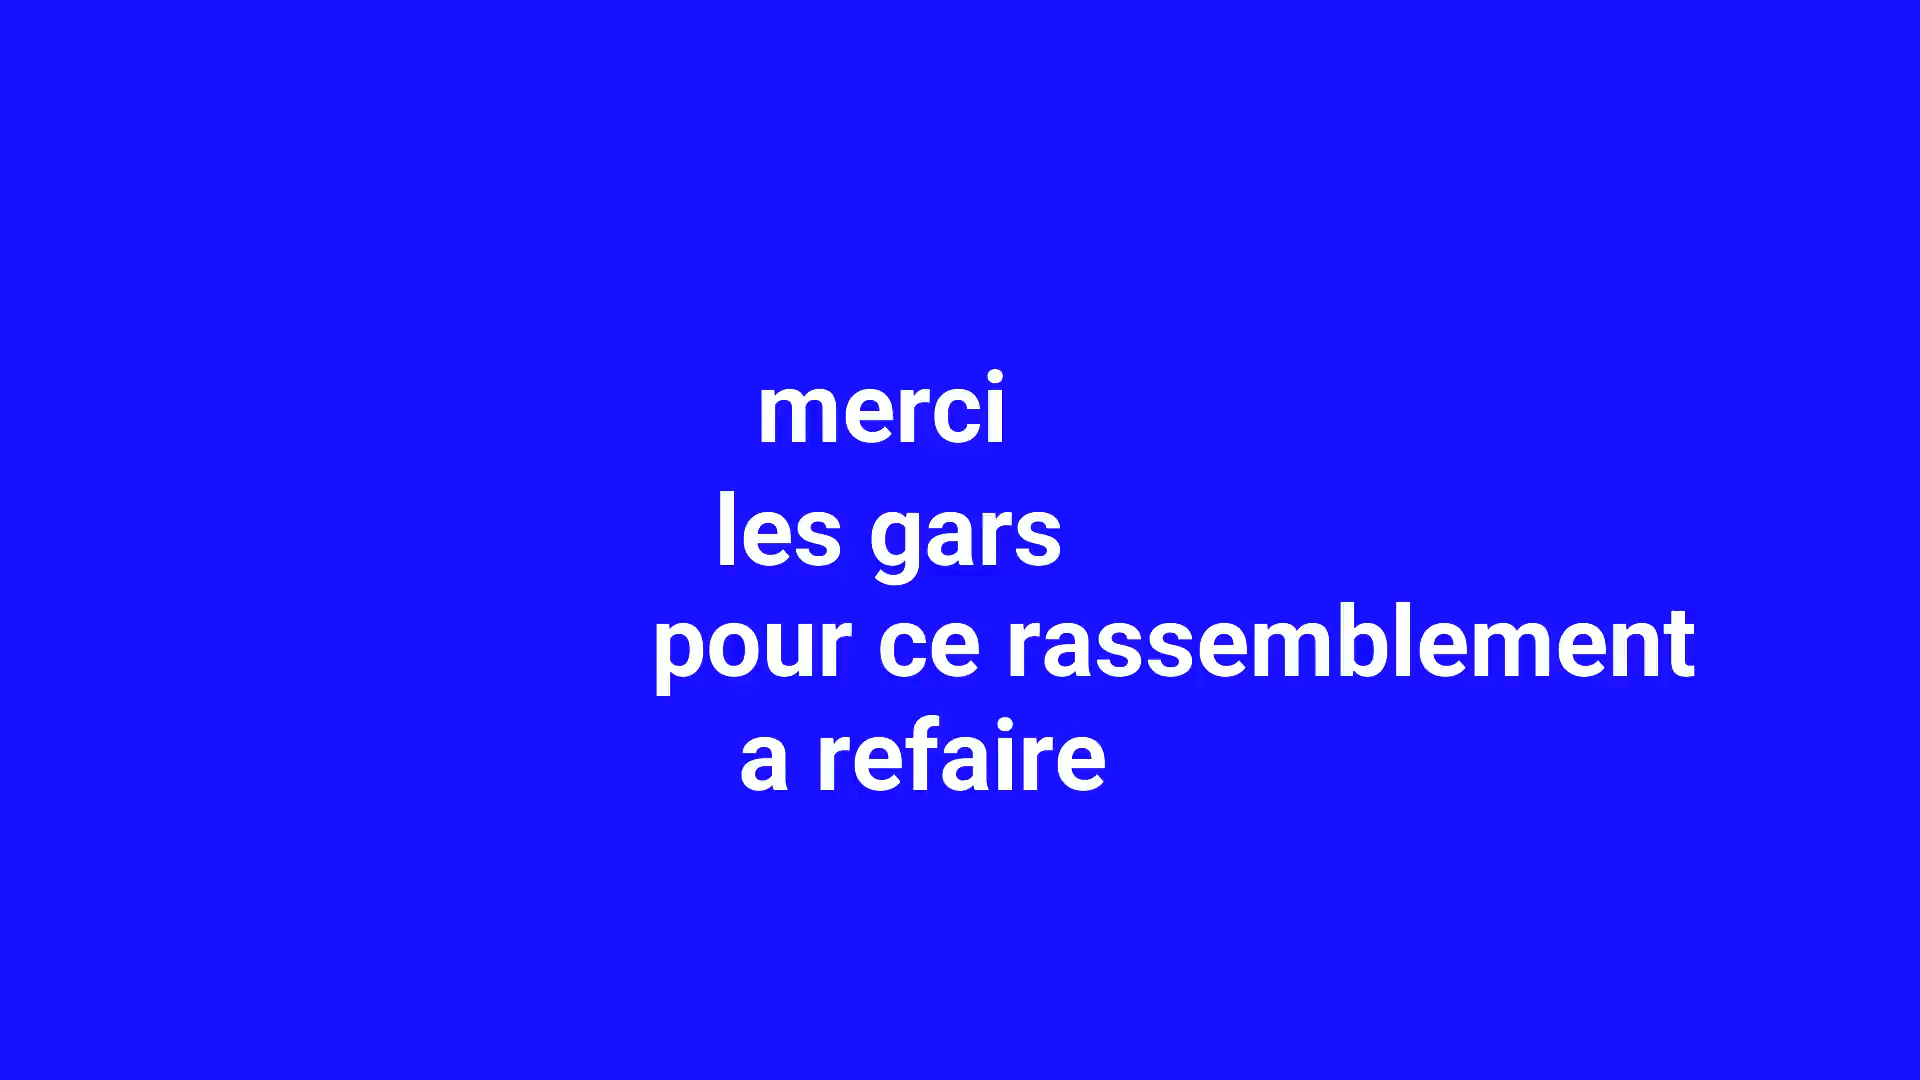 merci
les gars
pour ce rassemblement
a refaire